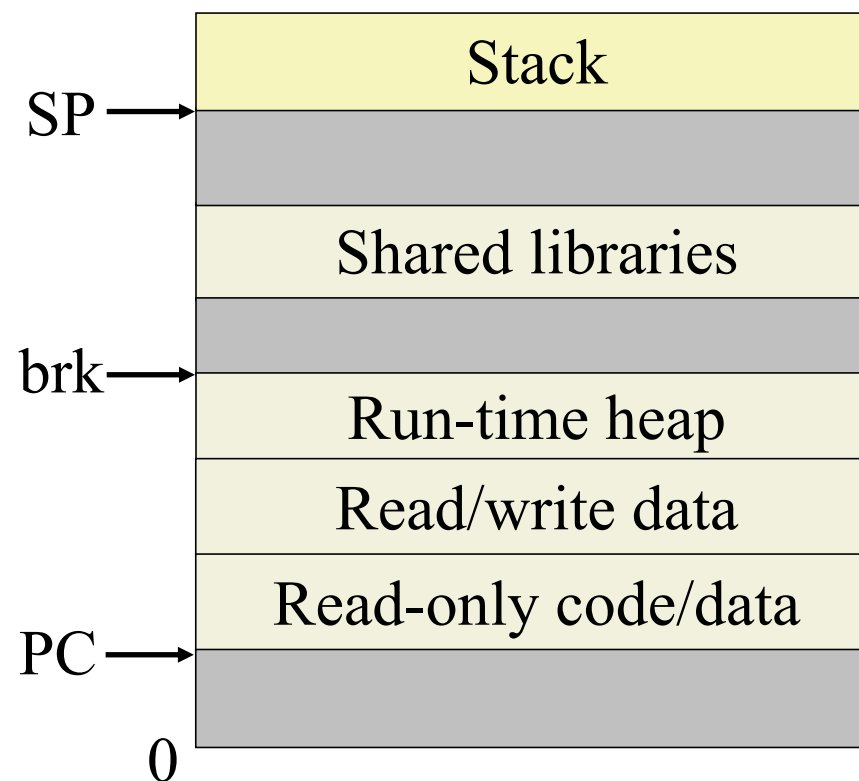 Stack
SP
Shared libraries
brk
Run-time heap
Read/write data
Read-only code/data
PC
0